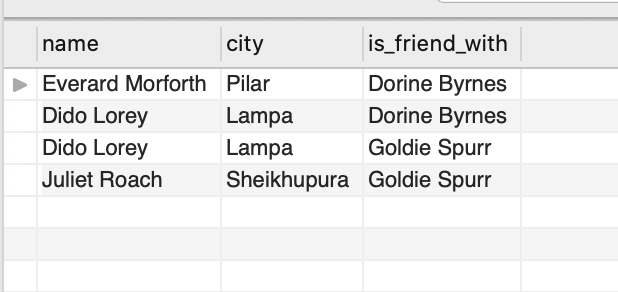 name city is_friend_with
Everard Morforth Pilar Dorine Byrnes
Dido Lorey Lampa Dorine Byrnes
Dido Lorey Lampa Goldie Spurr
Juliet Roach Sheikhupura Goldie Spurr